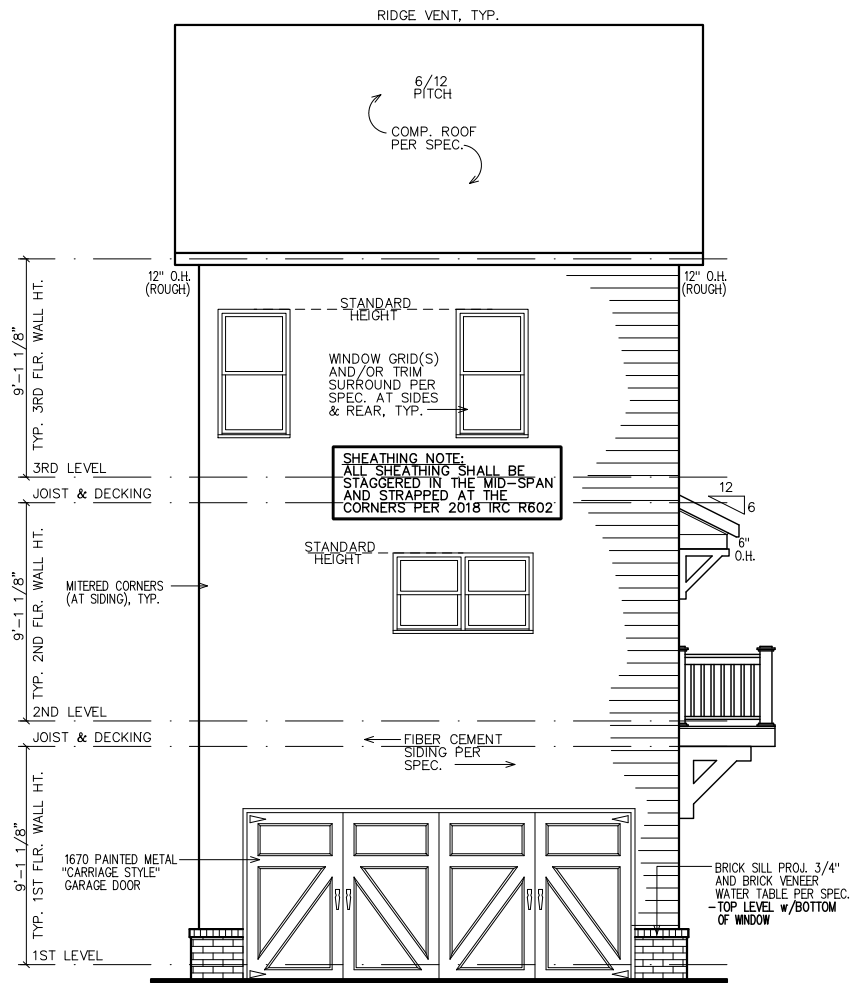 RIDGE VENT, TYP.
6/12
PITCH
COMP. ROOF
PER SPEC.
12" O.H.
(ROUGH)
12" O.H.
(ROUGH)
STANDARD
HEIGHT
WINDOW GRID(S)
AND/OR TRIM
SURROUND PER
SPEC. AT SIDES
& REAR, TYP.
9'-1 1/8"
TYP. 3RD FLR. WALL HT.
3RD LEVEL
SHEATHING NOTE:
ALL SHEATHING SHALL BE
STAGGERED IN THE MID-SPAN
AND STRAPPED AT THE
CORNERS PER 2018 IRC R602
JOIST & DECKING
12
6
6"
O.H.
STANDARD
HEIGHT
MITERED CORNERS
(AT SIDING), TYP.
9'-1 1/8"
TYP. 2ND FLR. WALL HT.
2ND LEVEL
JOIST & DECKING
FIBER CEMENT
SIDING PER
SPEC.
9'-1 1/8"
TYP. 1ST FLR. WALL HT.
1670 PAINTED METAL
"CARRIAGE STYLE"
GARAGE DOOR
BRICK SILL PROJ. 3/4"
AND BRICK VENEER
WATER TABLE PER SPEC.
-TOP LEVEL w/BOTTOM
OF WINDOW
1ST LEVEL